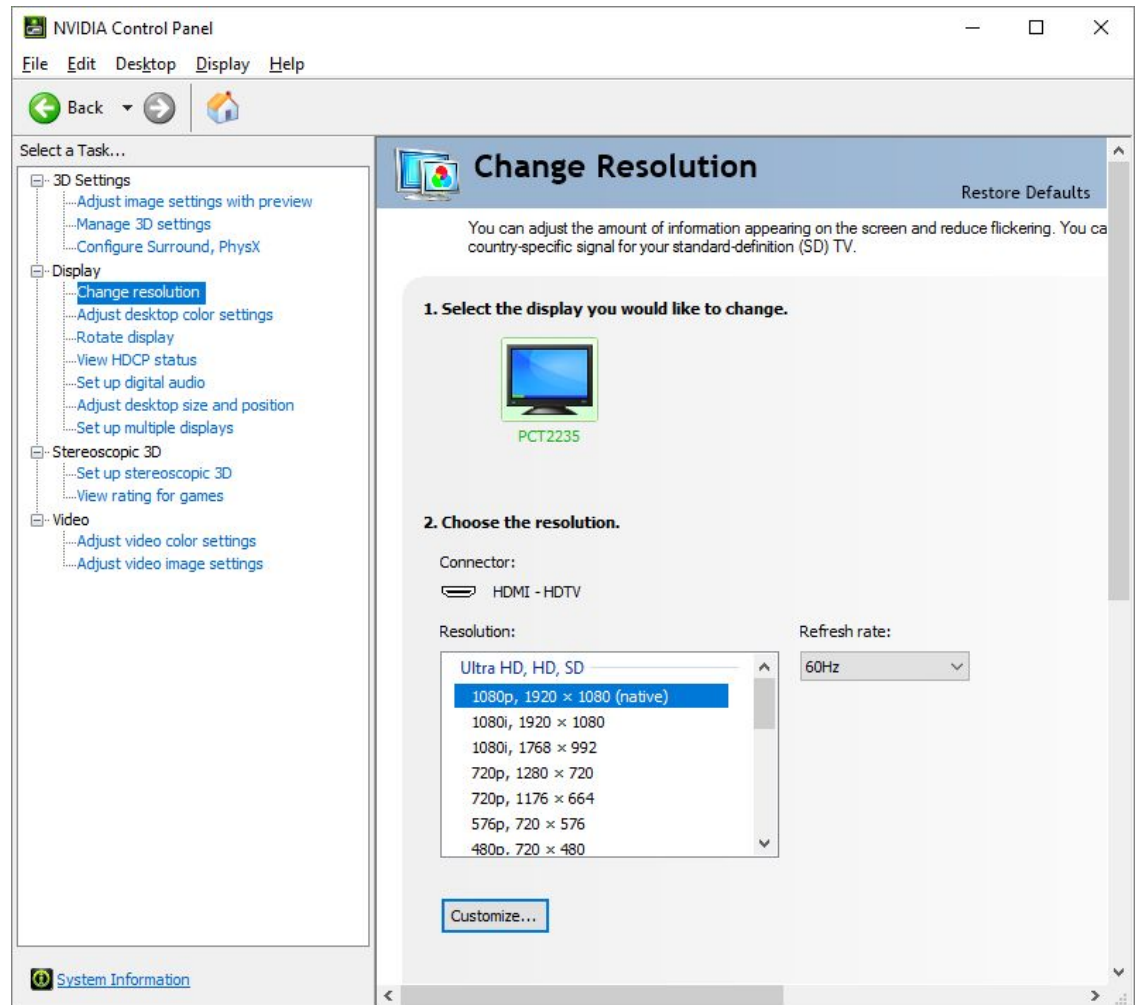 NVIDIA Control Panel
File Edit Desktop Display Help
Back
Select a Task...
3D Settings
Adjust image settings with preview
Manage 3D settings
Configure Surround, PhysX
Display
Change resolution
Adjust desktop color settings
Rotate display
View HDCP status
Set up digital audio
Adjust desktop size and position
Set up multiple displays
Stereoscopic 3D
Set up stereoscopic 3D
View rating for games
Video
Adjust video color settings
Adjust video image settings
System Information
Change Resolution
Restore Defaults
You can adjust the amount of information appearing on the screen and reduce flickering. You ca
country-specific signal for your standard-definition (SD) TV.
1. Select the display you would like to change.
PCT2235
2. Choose the resolution.
Connector:
HDMI - HDTV
Resolution:
Refresh rate:
Ultra HD, HD, SD
60Hz
1080p, 1920 × 1080 (native)
1080i, 1920 × 1080
1080i, 1768 × 992
720p, 1280 × 720
720p, 1176 × 664
576p, 720 × 576
480p, 720 × 480
Customize...